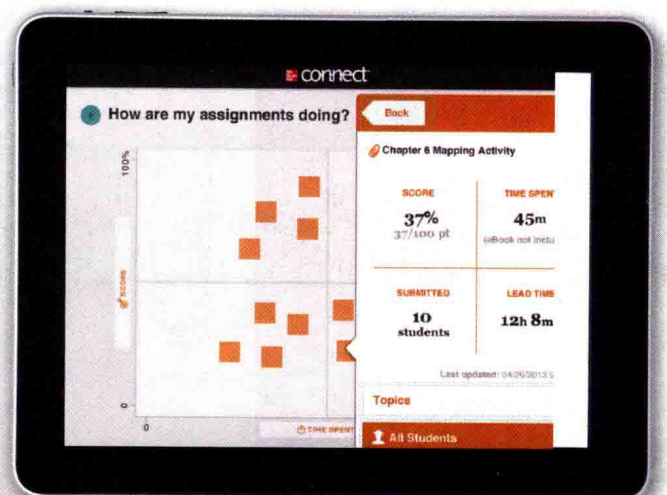 connect
How are my assignments doing?
Back
Chapter 6 Mapping Activity
100%
SCORE
0
0
TIME SPENT
SCORE
37%
37/100 pt
TIME SPEN
45m
(eBook not inclu
SUBMITTED
10
students
LEAD TIME
12h 8m
Last updated: 04/26/2013
Topics
All Students